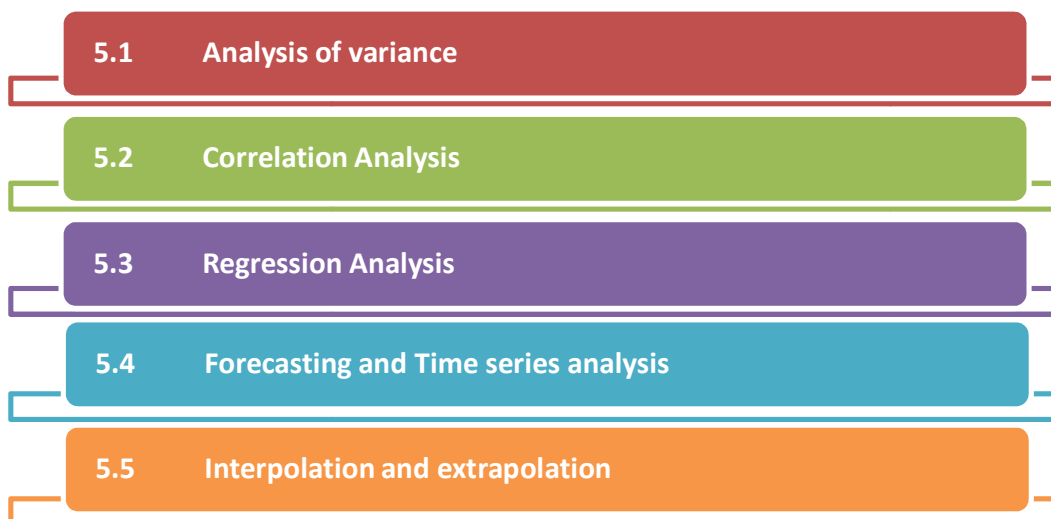 5.1 Analysis of variance
5.2 Correlation Analysis
5.3 Regression Analysis
5.4 Forecasting and Time series analysis
5.5 Interpolation and extrapolation